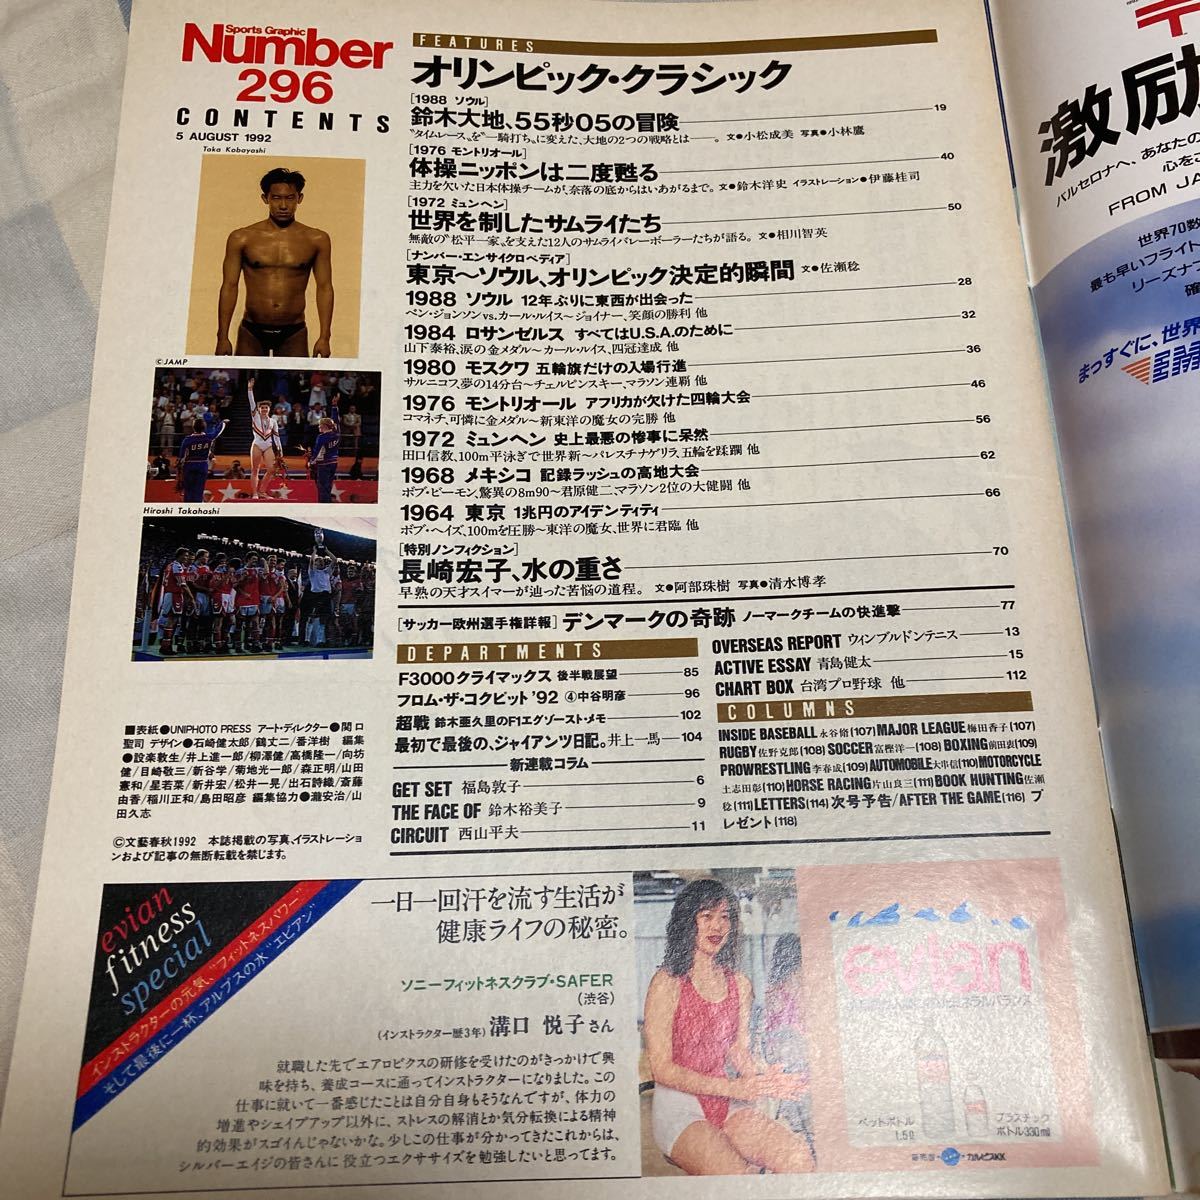 Sports Graphic
Number
296
CONTENTS
5 AUGUST 1992
Taka Kobayashi
©JAMP
Hiroshi Takahashi
■表紙●UNIPHOTO PRESS アート・ディレクター●関口
聖司 デザイン●石崎健太郎/鶴丈二/番洋樹 編集
●設楽敦生/井上進一郎/柳澤健/高橋隆一/向坊
健/目崎敬三/新谷学/菊地光一郎/森正明/山田
憲和/星若菜/新井宏/松井一晃/出石詩織/斎藤
由香/稲川正和/島田昭彦 編集協力●瀧安治/山
田久志
©文藝春秋1992 本誌掲載の写真、イラストレーショ
ンおよび記事の無断転載を禁じます。
FEATURES
オリンピック・クラシック
[1988 ソウル]
鈴木大地、55秒05の冒険 19
〝タイムレース〟を〝一騎打ち〟に変えた、大地の2つの戦略とは——。 文●小松成美 写真●小林鷹
[1976 モントリオール]
体操ニッポンは二度甦る 40
主力を欠いた日本体操チームが、奈落の底からはいあがるまで。 文●鈴木洋史 イラストレーション●伊藤桂司
[1972 ミュンヘン]
世界を制したサムライたち 50
無敵の〝松平一家〟を支えた12人のサムライバレーボーラーたちが語る。 文●相川智英
[ナンバー・エンサイクロペディア]
東京〜ソウル、オリンピック決定的瞬間 文●佐瀬稔
1988 ソウル 12年ぶりに東西が出会った 28
ベン・ジョンソンvs.カール・ルイス〜ジョイナー、笑顔の勝利 他
1984 ロサンゼルス すべてはU.S.A.のために 32
山下泰裕、涙の金メダル〜カール・ルイス、四冠達成 他
1980 モスクワ 五輪旗だけの入場行進 36
サルニコフ、夢の14分台〜チェルピンスキー、マラソン連覇 他
1976 モントリオール アフリカが欠けた四輪大会 46
コマネチ、可憐に金メダル〜新東洋の魔女の完勝 他
1972 ミュンヘン 史上最悪の惨事に呆然 56
田口信教、100m平泳ぎで世界新〜パレスチナゲリラ、五輪を蹂躙 他
1968 メキシコ 記録ラッシュの高地大会 62
ボブ・ビーモン、驚異の8m90〜君原健二、マラソン2位の大健闘 他
1964 東京 1兆円のアイデンティティ 66
ボブ・ヘイズ、100mを圧勝〜東洋の魔女、世界に君臨 他
[特別ノンフィクション]
長崎宏子、水の重さ 70
早熟の天才スイマーが辿った苦悩の道程。 文●阿部珠樹 写真●清水博孝
[サッカー欧州選手権詳報] デンマークの奇跡 ノーマークチームの快進撃 77
DEPARTMENTS
F3000クライマックス 後半戦展望 85
フロム・ザ・コクピット'92 ④中谷明彦 96
超戦 鈴木亜久里のF1エグゾースト・メモ 102
最初で最後の、ジャイアンツ日記。井上一馬 104
新連載コラム
GET SET 福島敦子 6
THE FACE OF 鈴木裕美子 9
CIRCUIT 西山平夫 11
OVERSEAS REPORT ウィンブルドンテニス 13
ACTIVE ESSAY 青島健太 15
CHART BOX 台湾プロ野球 他 112
COLUMNS
INSIDE BASEBALL 永谷脩(107) MAJOR LEAGUE 梅田香子(107)
RUGBY 佐野克郎(108) SOCCER 富樫洋一(108) BOXING 前田衷(109)
PROWRESTLING 李春成(109) AUTOMOBILE 大串信(110) MOTORCYCLE
土志田彰(110) HORSE RACING 片山良三(111) BOOK HUNTING 佐瀬
稔(111) LETTERS(114) 次号予告/AFTER THE GAME(116) プ
レゼント(118)
evian
fitness
special
インストラクターの元気〝フィットネスパワー〟
そして最後に一杯、アルプスの水〝エビアン〟
一日一回汗を流す生活が
健康ライフの秘密。
ソニーフィットネスクラブ・SAFER
(渋谷)
(インストラクター歴3年) 溝口 悦子さん
就職した先でエアロビクスの研修を受けたのがきっかけで興
味を持ち、養成コースに通ってインストラクターになりました。この
仕事に就いて一番感じたことは自分自身もそうなんですが、体力の
増進やシェイプアップ以外に、ストレスの解消とか気分転換による精神
的効果がスゴイんじゃないかな。少しこの仕事が分かってきたこれからは、
シルバーエイジの皆さんに役立つエクササイズを勉強したいと思ってます。
evian
ペットボトル
1.5ℓ
プラスチック
ボトル330mℓ
発売元
カルピスKK
〒
激励
バルセロナへ、あなたの
心をこ
FROM JA
世界70数
最も早いフライト
リーズナブ
確
まっすぐに、世界
EM
USA